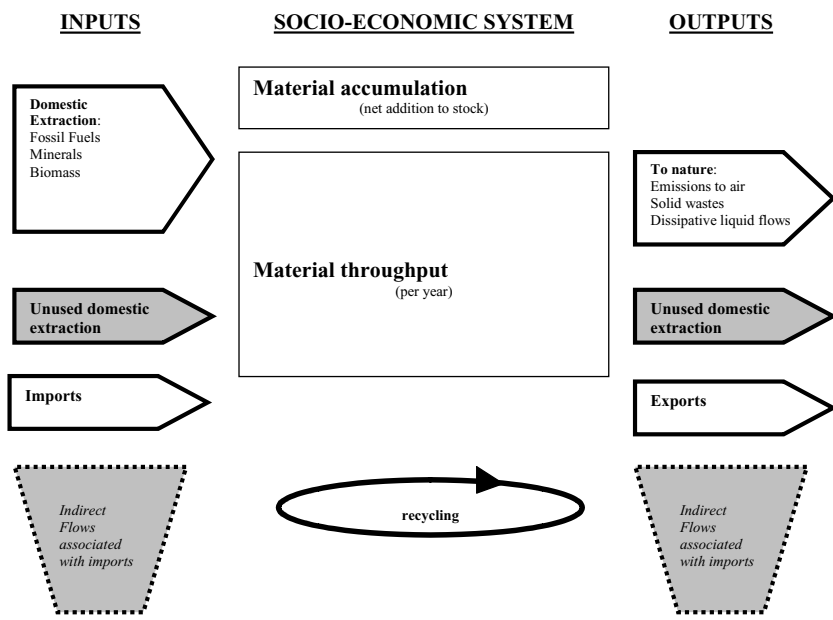 INPUTS
SOCIO-ECONOMIC SYSTEM
OUTPUTS
Domestic
Extraction:
Fossil Fuels
Minerals
Biomass
Unused domestic
extraction
Imports
Indirect
Flows
associated
with imports
Material accumulation
(net addition to stock)
Material throughput
(per year)
recycling
To nature:
Emissions to air
Solid wastes
Dissipative liquid flows
Unused domestic
extraction
Exports
Indirect
Flows
associated
with imports